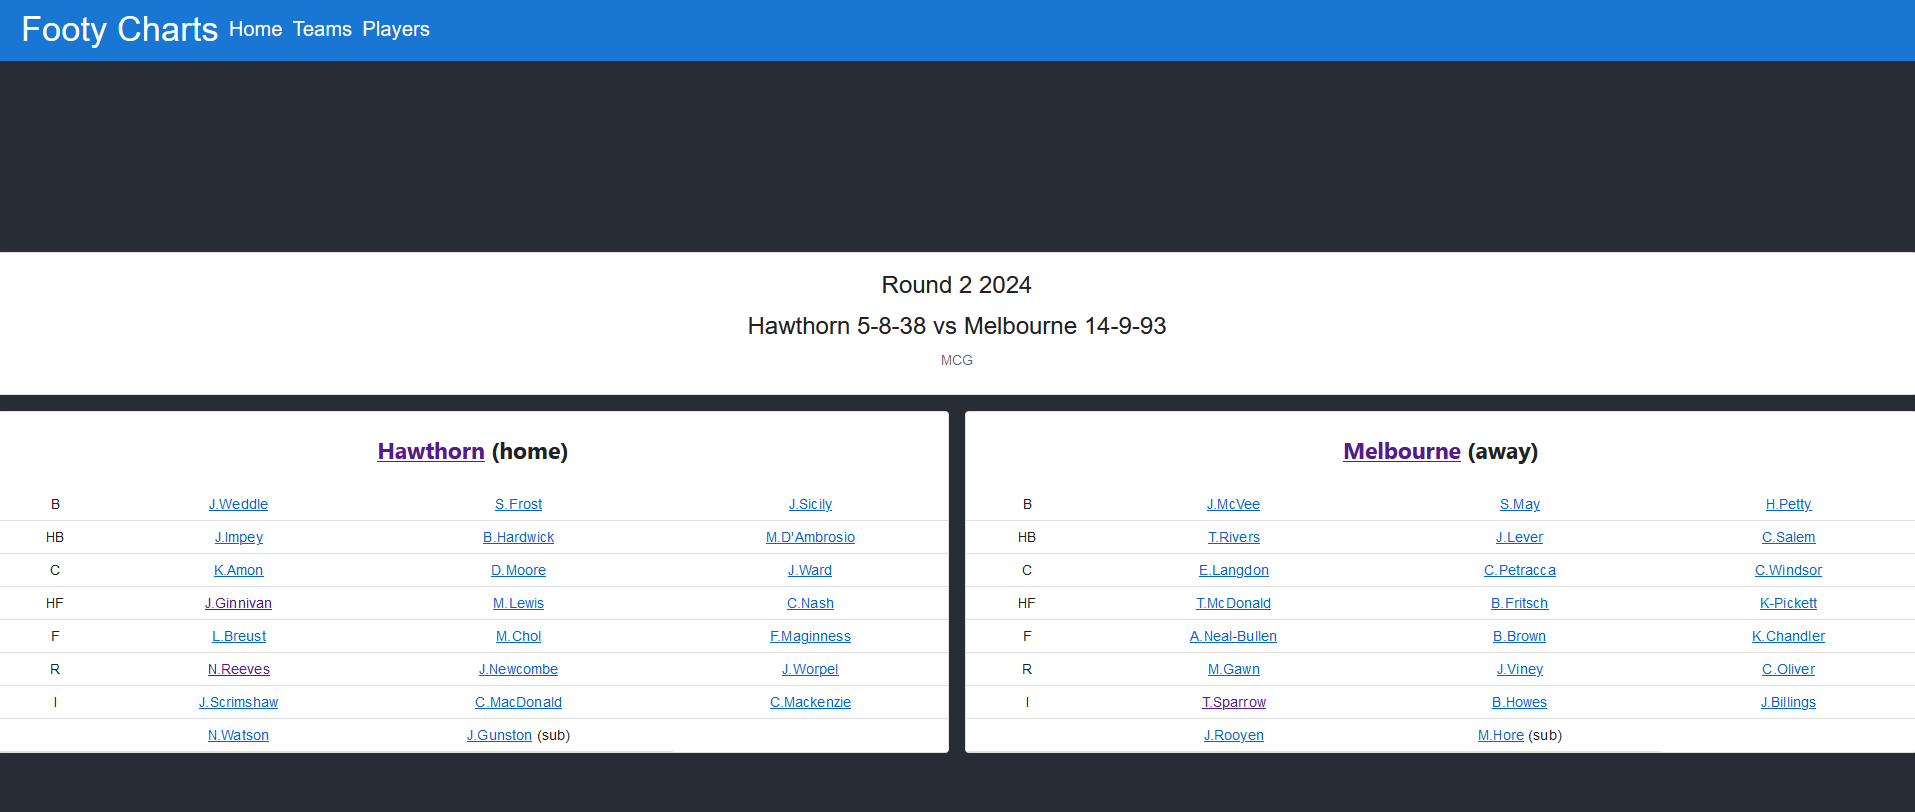 Footy Charts Home Teams Players
Round 2 2024
Hawthorn 5-8-38 vs Melbourne 14-9-93
MCG
Hawthorn (home)
B J.Weddle S.Frost J.Sicily
HB J.Impey B.Hardwick M.D'Ambrosio
C K.Amon D.Moore J.Ward
HF J.Ginnivan M.Lewis C.Nash
F L.Breust M.Chol F.Maginness
R N.Reeves J.Newcombe J.Worpel
I J.Scrimshaw C.MacDonald C.Mackenzie
N.Watson J.Gunston (sub)
Melbourne (away)
B J.McVee S.May H.Petty
HB T.Rivers J.Lever C.Salem
C E.Langdon C.Petracca C.Windsor
HF T.McDonald B.Fritsch K-Pickett
F A.Neal-Bullen B.Brown K.Chandler
R M.Gawn J.Viney C.Oliver
I T.Sparrow B.Howes J.Billings
J.Rooyen M.Hore (sub)